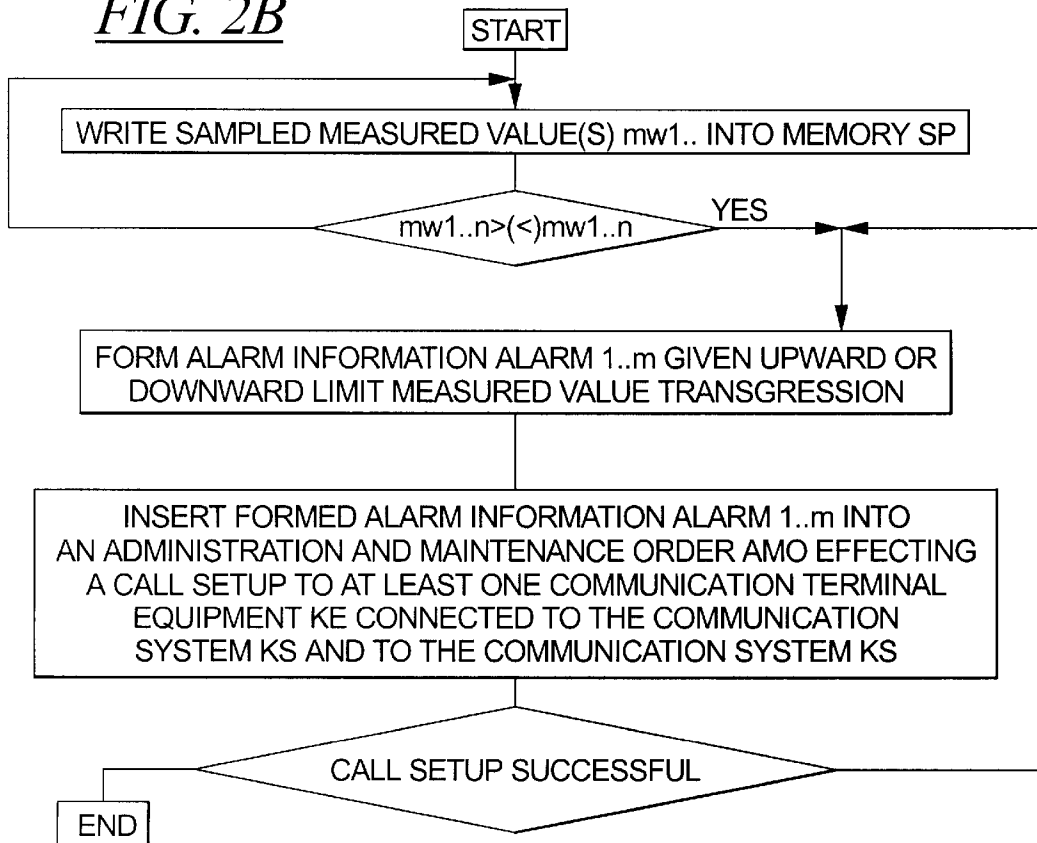 FIG. 2B
START
WRITE SAMPLED MEASURED VALUE(S) mw1.. INTO MEMORY SP
mw1..n>(<)mw1..n
YES
FORM ALARM INFORMATION ALARM 1..m GIVEN UPWARD OR
DOWNWARD LIMIT MEASURED VALUE TRANSGRESSION
INSERT FORMED ALARM INFORMATION ALARM 1..m INTO
AN ADMINISTRATION AND MAINTENANCE ORDER AMO EFFECTING
A CALL SETUP TO AT LEAST ONE COMMUNICATION TERMINAL
EQUIPMENT KE CONNECTED TO THE COMMUNICATION
SYSTEM KS AND TO THE COMMUNICATION SYSTEM KS
CALL SETUP SUCCESSFUL
END